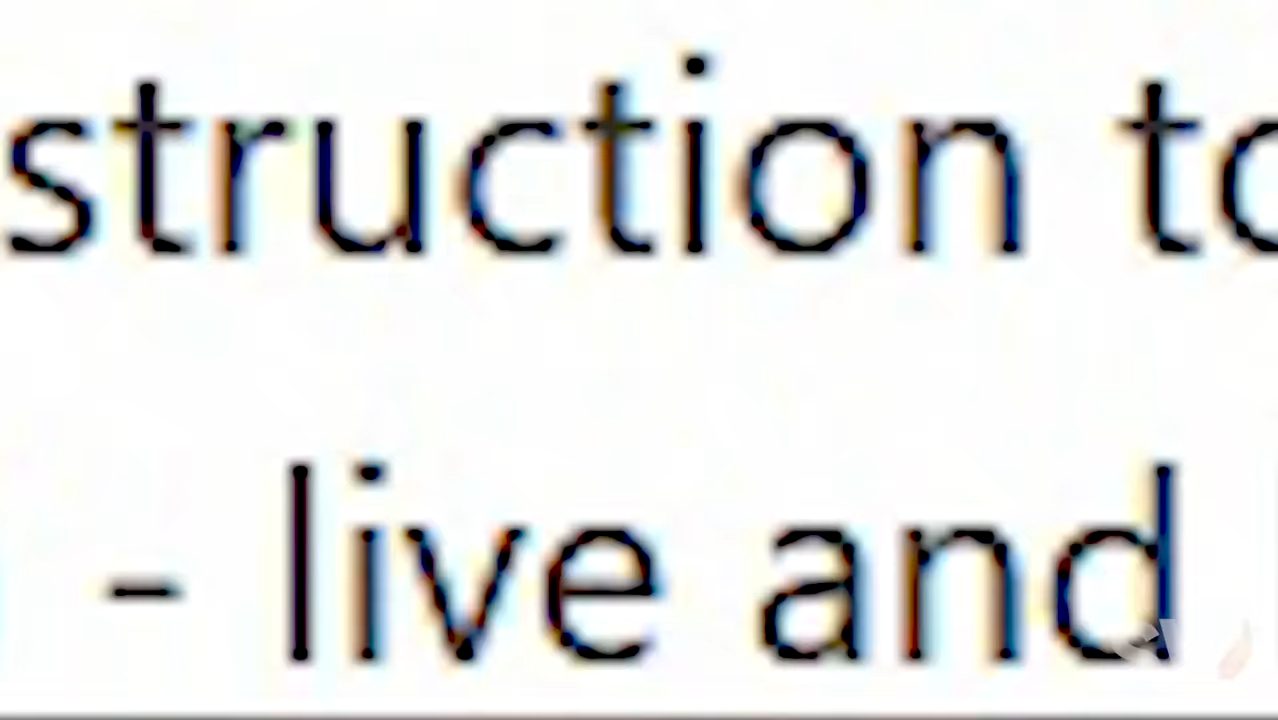 struction to
- live and